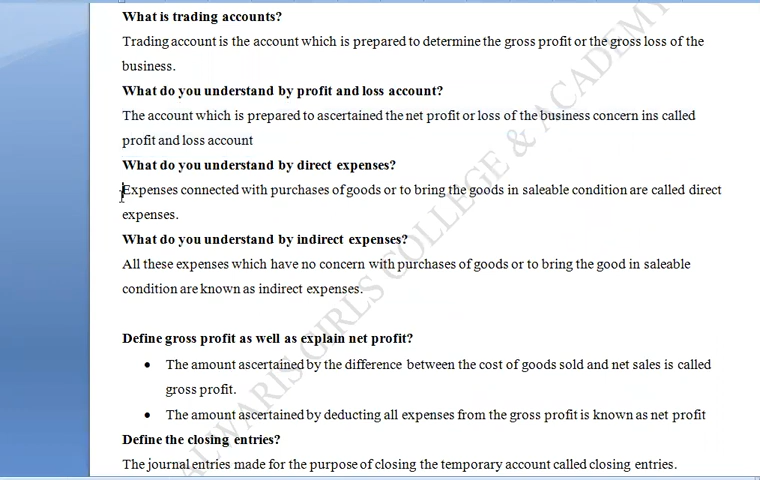 What is trading accounts?
Trading account is the account which is prepared to determine the gross profit or the gross loss of the
business.
What do you understand by profit and loss account?
The account which is prepared to ascertained the net profit or loss of the business concern ins called
profit and loss account
What do you understand by direct expenses?
Expenses connected with purchases of goods or to bring the goods in saleable condition are called direct
expenses.
What do you understand by indirect expenses?
All these expenses which have no concern with purchases of goods or to bring the good in saleable
condition are known as indirect expenses.
Define gross profit as well as explain net profit?
• The amount ascertained by the difference between the cost of goods sold and net sales is called
gross profit.
• The amount ascertained by deducting all expenses from the gross profit is known as net profit
Define the closing entries?
The journal entries made for the purpose of closing the temporary account called closing entries.
GIRLS COLLEGE & ACADEMY